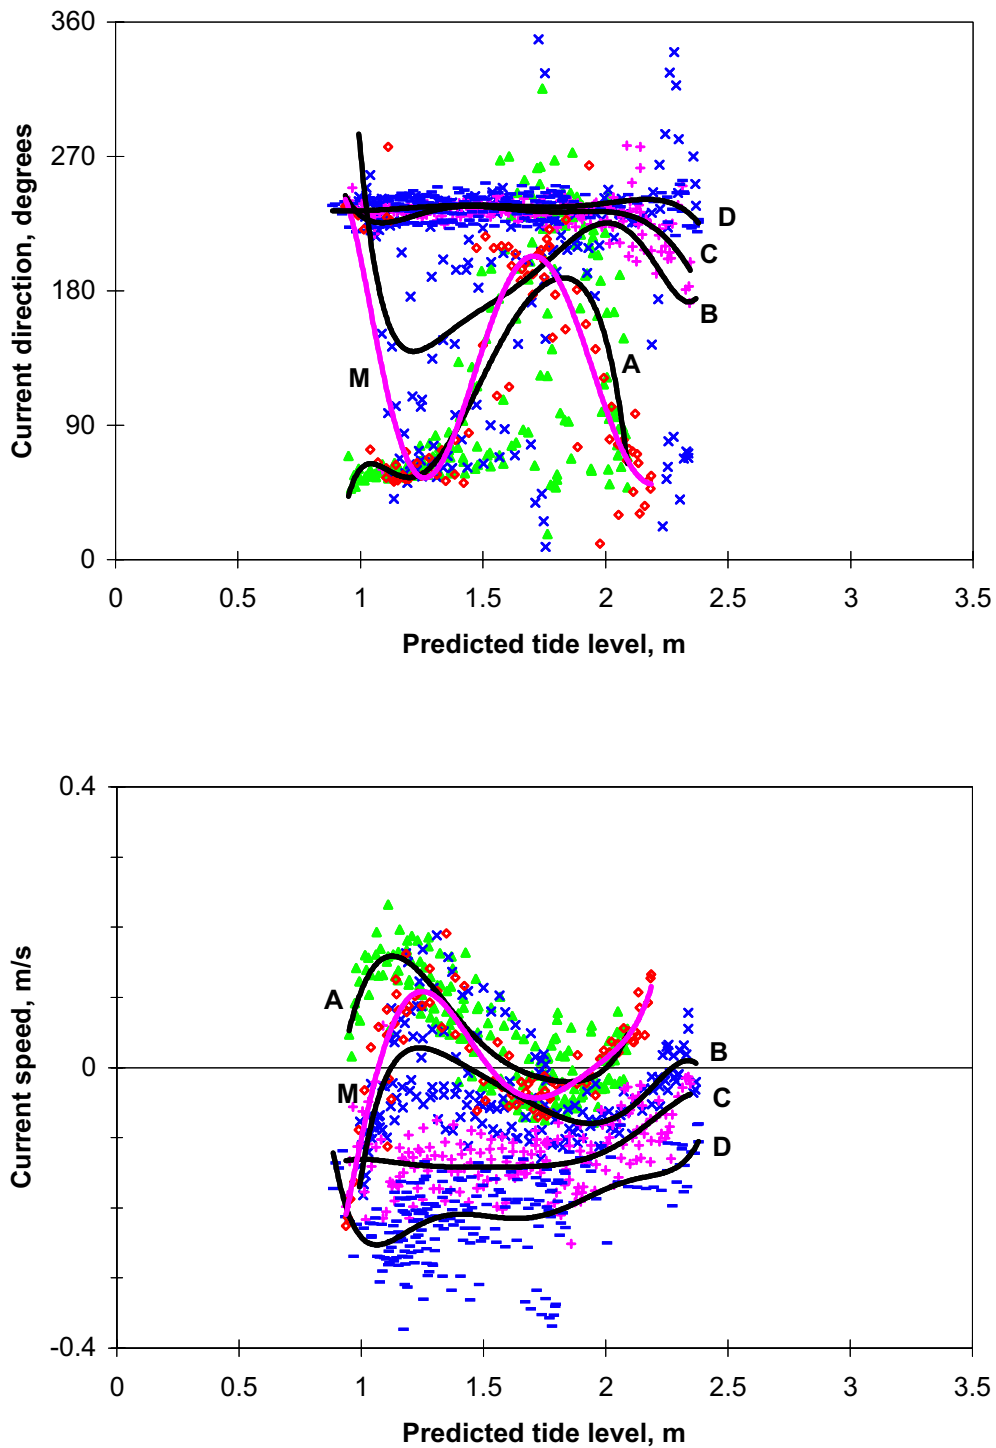 360
270
180
90
0
Current direction, degrees
M
A
D
C
B
0 0.5 1 1.5 2 2.5 3 3.5
Predicted tide level, m
0.4
0
-0.4
Current speed, m/s
A
M
B
C
D
0 0.5 1 1.5 2 2.5 3 3.5
Predicted tide level, m